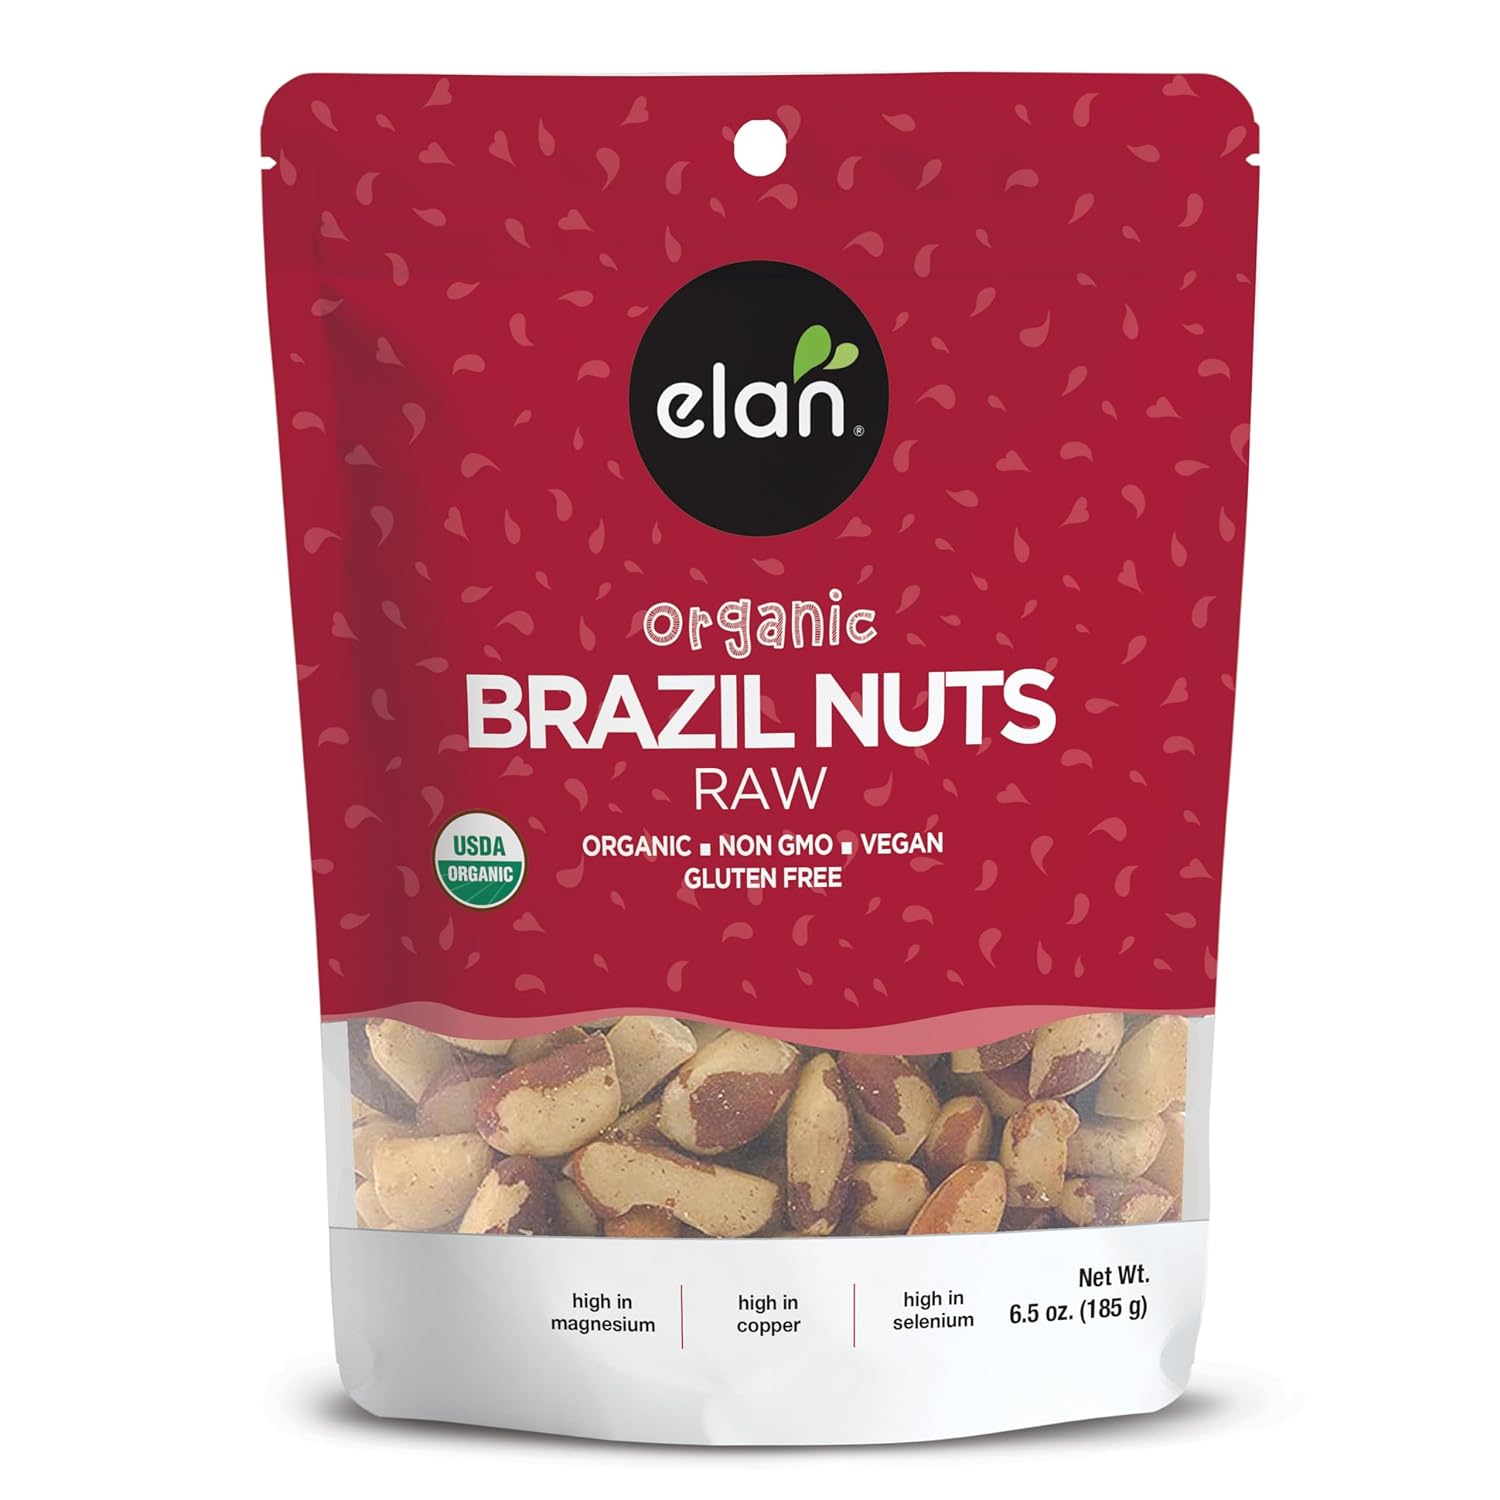 elan®
organic
BRAZIL NUTS
RAW
USDA
ORGANIC
ORGANIC ▪ NON GMO ▪ VEGAN
GLUTEN FREE
high in
magnesium
high in
copper
high in
selenium
Net Wt.
6.5 oz. (185 g)